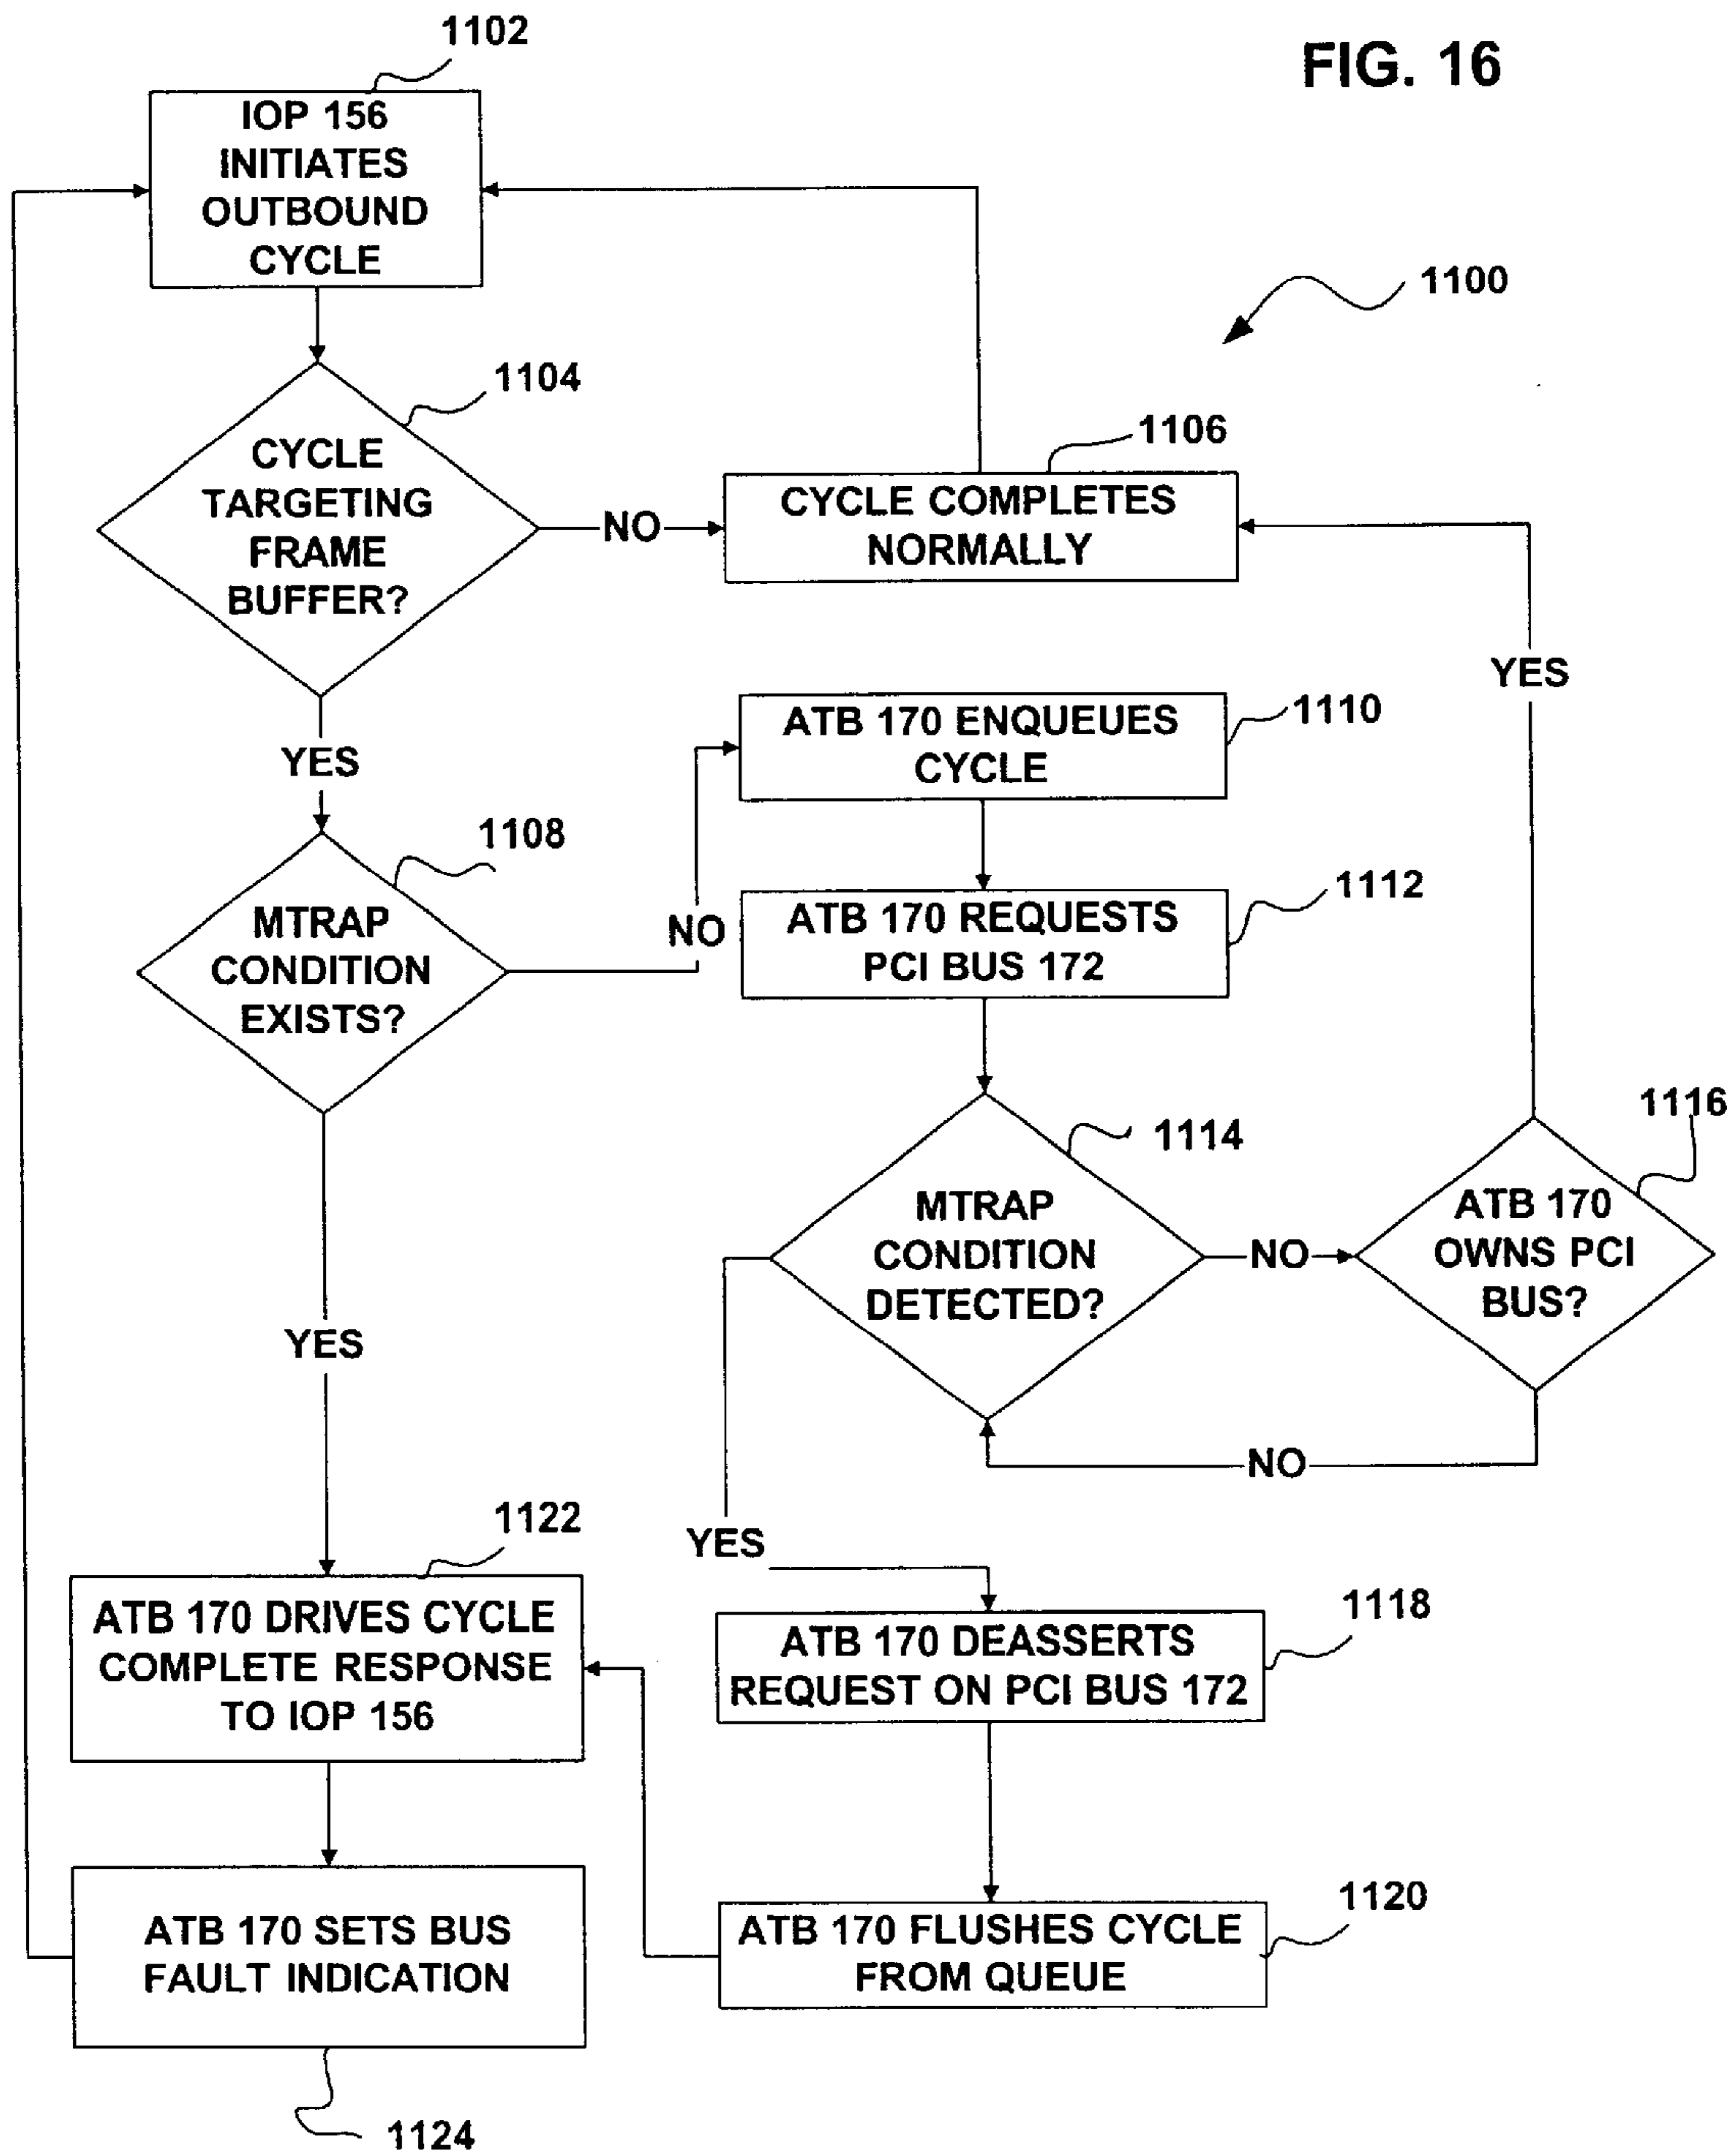 FIG. 16
1102
IOP 156
INITIATES
OUTBOUND
CYCLE
1100
1104
CYCLE
TARGETING
FRAME
BUFFER?
NO
1106
CYCLE COMPLETES
NORMALLY
YES
YES
1108
MTRAP
CONDITION
EXISTS?
NO
1110
ATB 170 ENQUEUES
CYCLE
1112
ATB 170 REQUESTS
PCI BUS 172
1114
MTRAP
CONDITION
DETECTED?
NO
1116
ATB 170
OWNS PCI
BUS?
NO
YES
YES
1122
ATB 170 DRIVES CYCLE
COMPLETE RESPONSE
TO IOP 156
1118
ATB 170 DEASSERTS
REQUEST ON PCI BUS 172
1120
ATB 170 FLUSHES CYCLE
FROM QUEUE
ATB 170 SETS BUS
FAULT INDICATION
1124